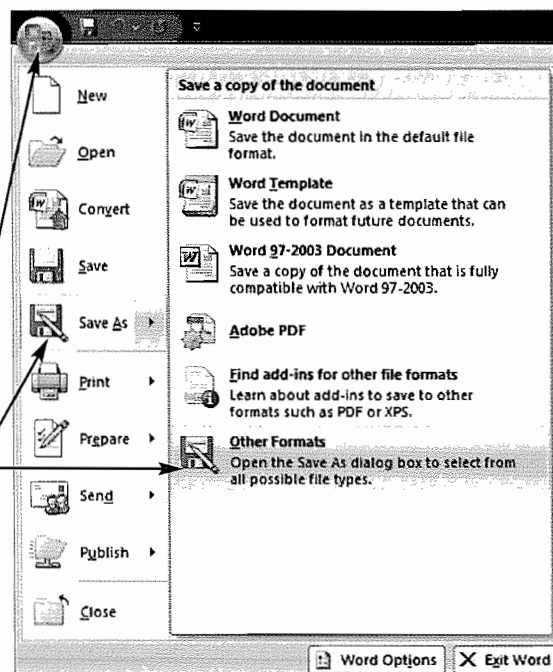 New
Open
Convert
Save
Save As
Print
Prepare
Send
Publish
Close
Save a copy of the document
Word Document
Save the document in the default file
format.
Word Template
Save the document as a template that can
be used to format future documents.
Word 97-2003 Document
Save a copy of the document that is fully
compatible with Word 97-2003.
Adobe PDF
Find add-ins for other file formats
Learn about add-ins to save to other
formats such as PDF or XPS.
Other Formats
Open the Save As dialog box to select from
all possible file types.
Word Options
Exit Word